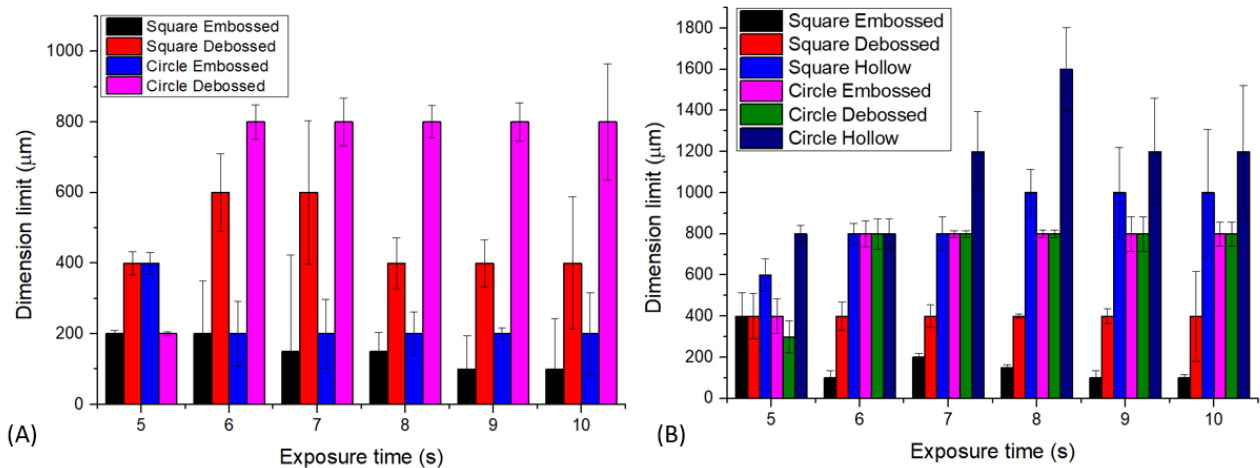 Square Embossed
Square Debossed
Circle Embossed
Circle Debossed
1000
800
600
400
200
0
Dimension limit (μm)
5 6 7 8 9 10
Exposure time (s)
(A)
Square Embossed
Square Debossed
Square Hollow
Circle Embossed
Circle Debossed
Circle Hollow
1800
1600
1400
1200
1000
800
600
400
200
0
Dimension limit (μm)
5 6 7 8 9 10
Exposure time (s)
(B)